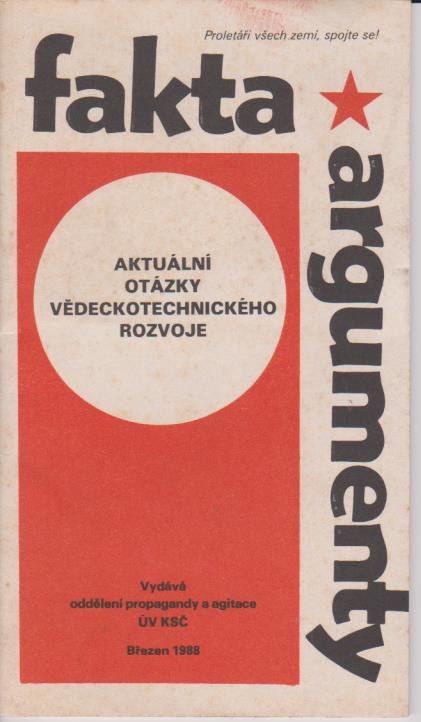 Proletáři všech zemí, spojte se!
fakta
argumenty
AKTUÁLNÍ
OTÁZKY
VĚDECKOTECHNICKÉHO
ROZVOJE
Vydává
oddělení propagandy a agitace
ÚV KSČ
Březen 1988